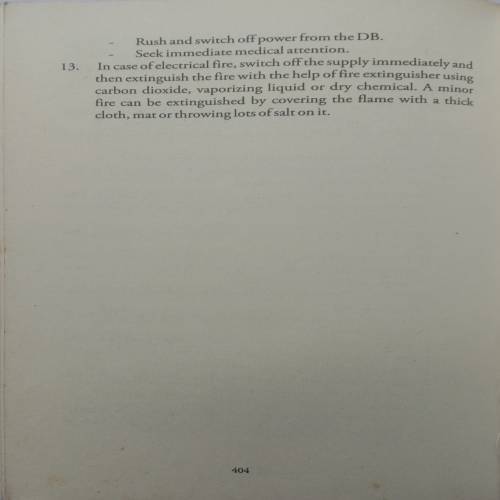 - Rush and switch off power from the DB.
- Seek immediate medical attention.
13. In case of electrical fire, switch off the supply immediately and
then extinguish the fire with the help of fire extinguisher using
carbon dioxide, vaporizing liquid or dry chemical. A minor
fire can be extinguished by covering the flame with a thick
cloth, mat or throwing lots of salt on it.
404